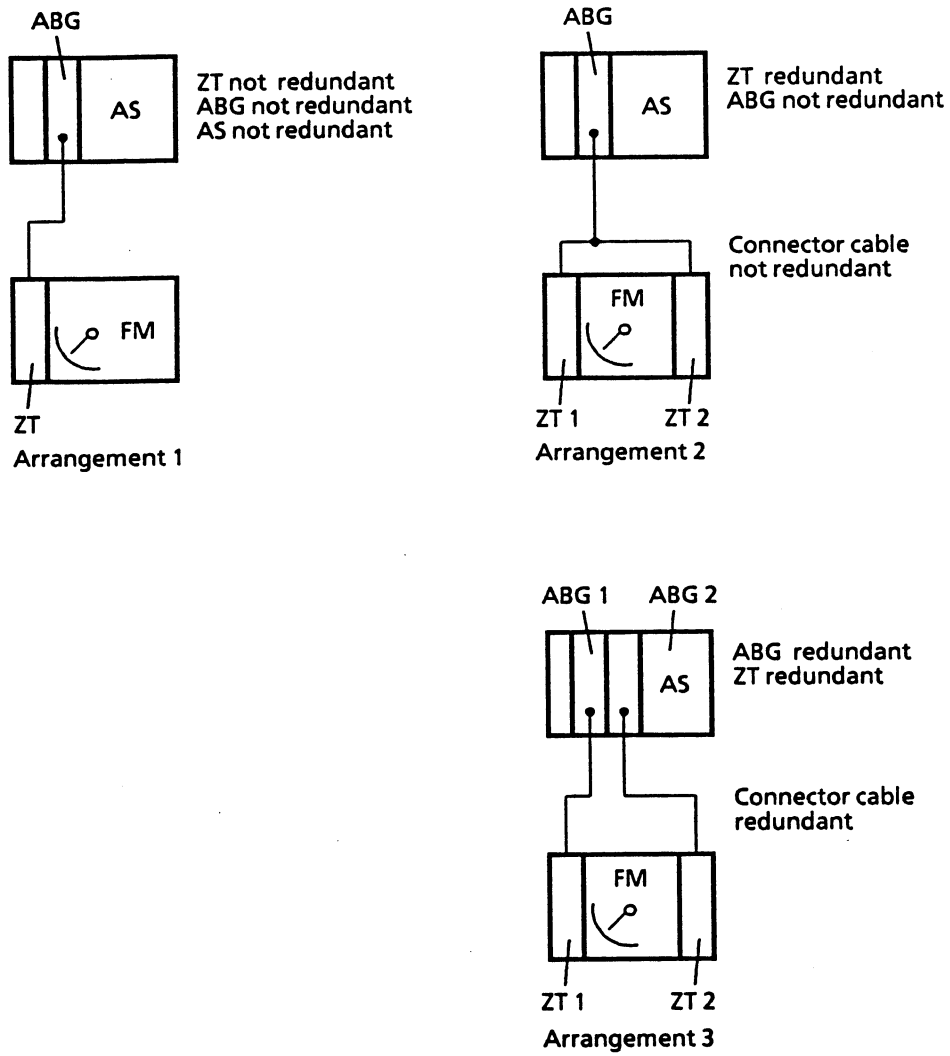 ABG
AS
ZT not redundant
ABG not redundant
AS not redundant
FM
ZT
Arrangement 1
ABG
AS
ZT redundant
ABG not redundant
Connector cable
not redundant
FM
ZT 1
ZT 2
Arrangement 2
ABG 1
ABG 2
AS
ABG redundant
ZT redundant
Connector cable
redundant
FM
ZT 1
ZT 2
Arrangement 3